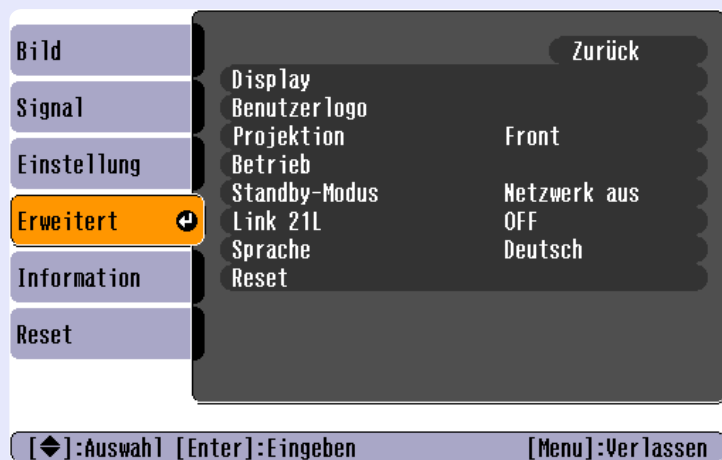 Bild
Signal
Einstellung
Erweitert
Information
Reset
Zurück
Display
Benutzerlogo
Projektion Front
Betrieb
Standby-Modus Netzwerk aus
Link 21L OFF
Sprache Deutsch
Reset
[◆]:Auswahl [Enter]:Eingeben [Menu]:Verlassen